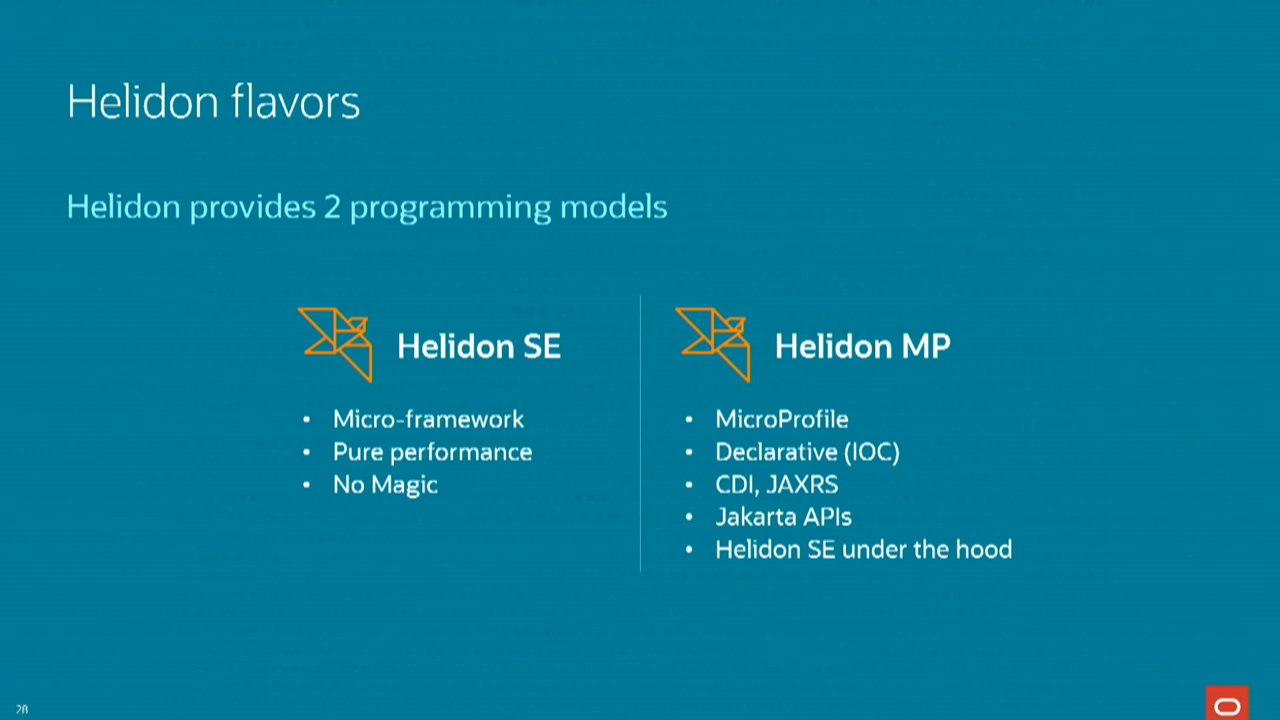 Helidon flavors
Helidon provides 2 programming models
Helidon SE
• Micro-framework
• Pure performance
• No Magic
Helidon MP
• MicroProfile
• Declarative (IOC)
• CDI, JAXRS
• Jakarta APIs
• Helidon SE under the hood
28